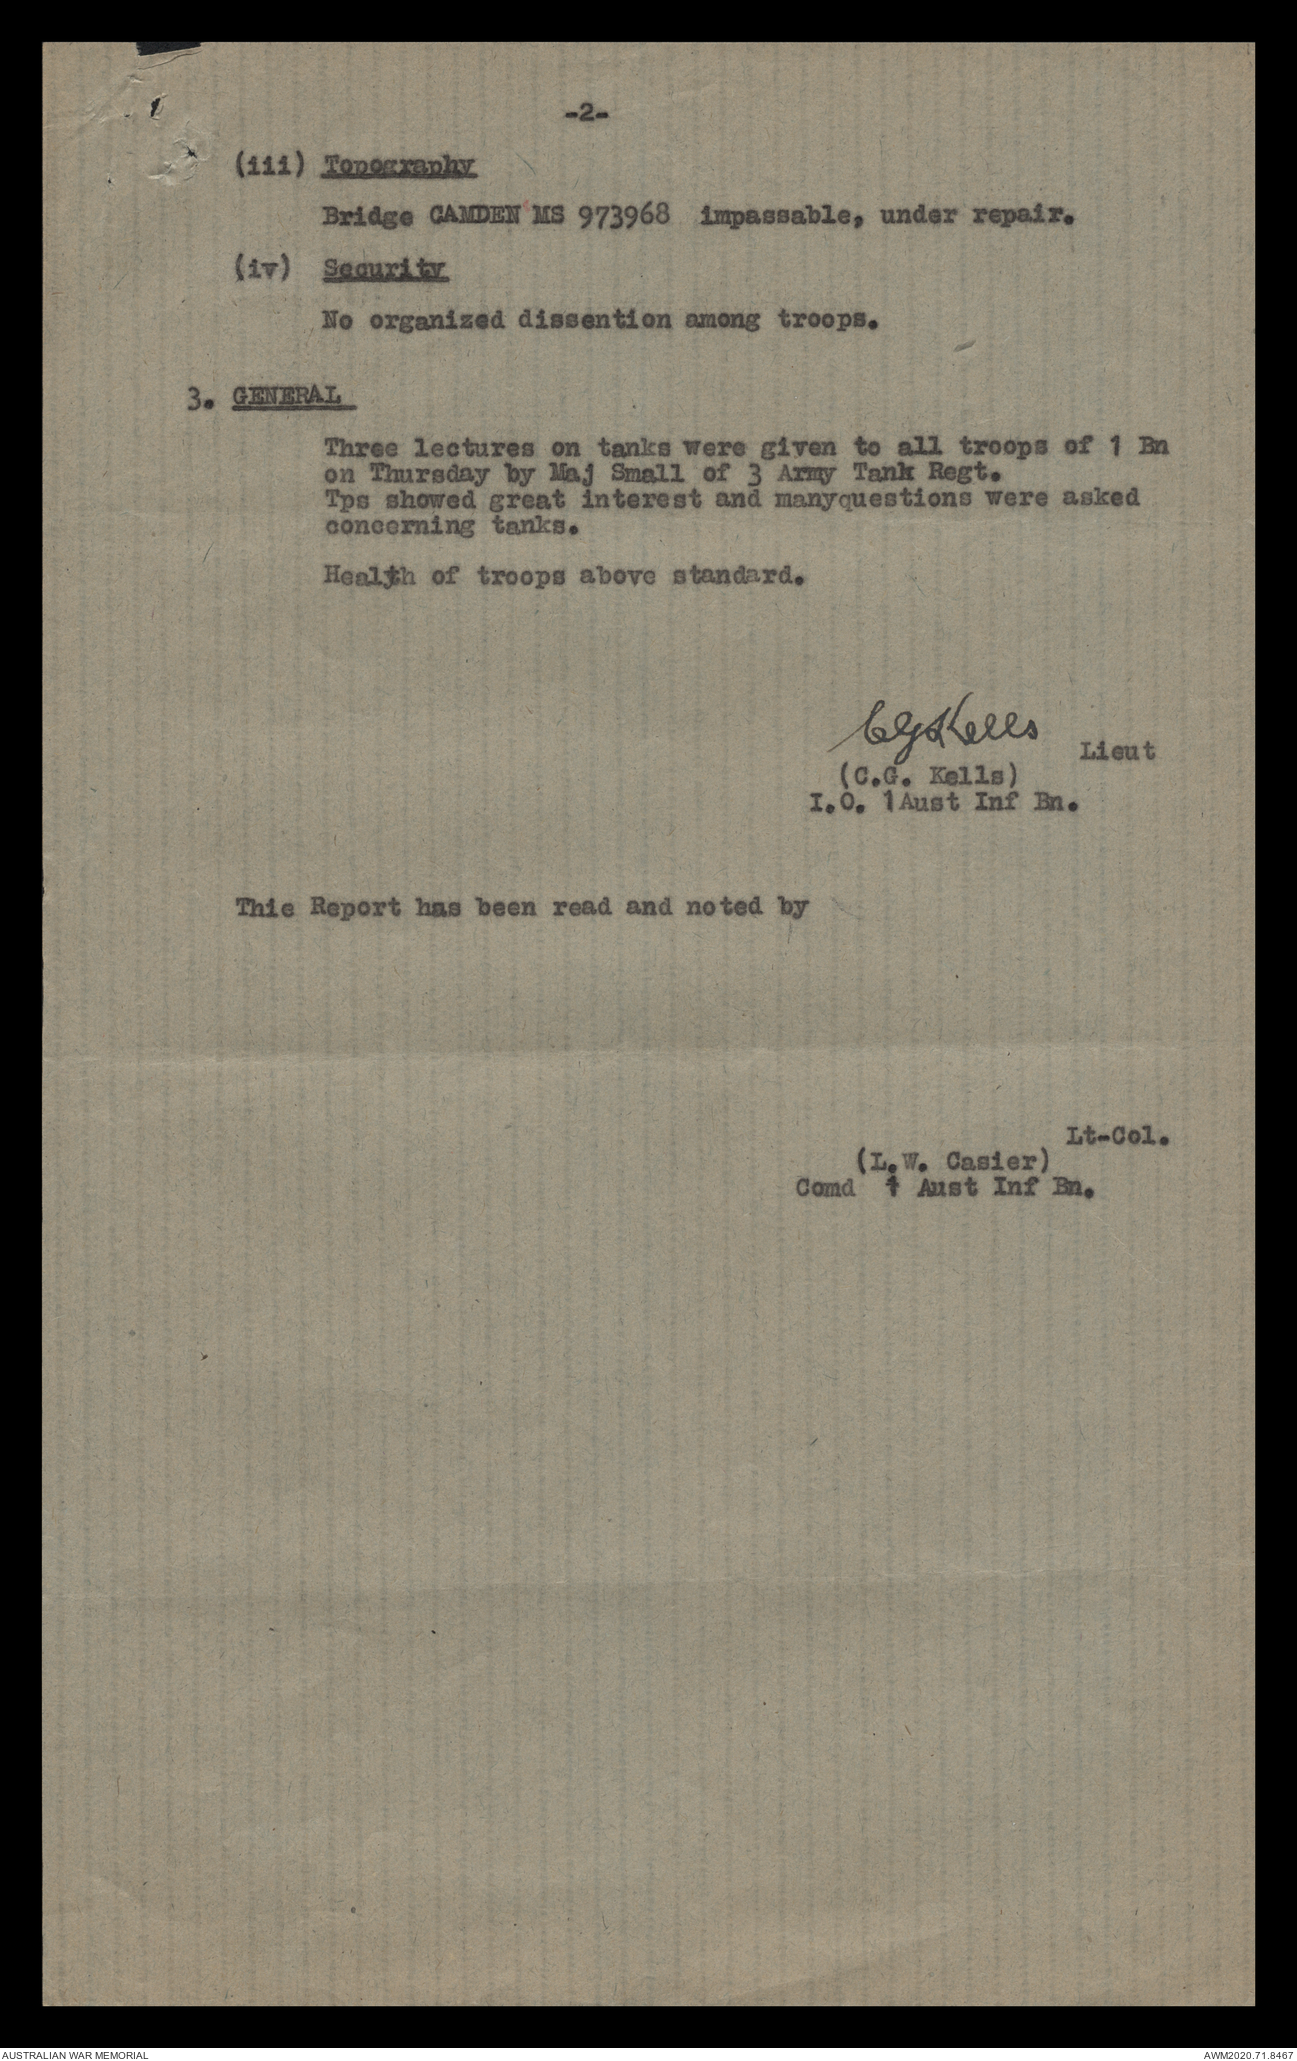 -2-
(iii) Topography
Bridge CAMDEN MS 973968 impassable, under repair.
(iv) Security
No organized dissention among troops.
3. GENERAL
Three lectures on tanks were given to all troops of 1 Bn
on Thursday by Maj Small of 3 Army Tank Regt.
Tps showed great interest and manyquestions were asked
concerning tanks.
Health of troops above standard.
CGKells Lieut
(C.G. Kells)
I.O. 1Aust Inf Bn.
Thie Report has been read and noted by
Lt-Col.
(L.W. Casier)
Comd 1 Aust Inf Bn.
AUSTRALIAN WAR MEMORIAL AWM2020.71.8467